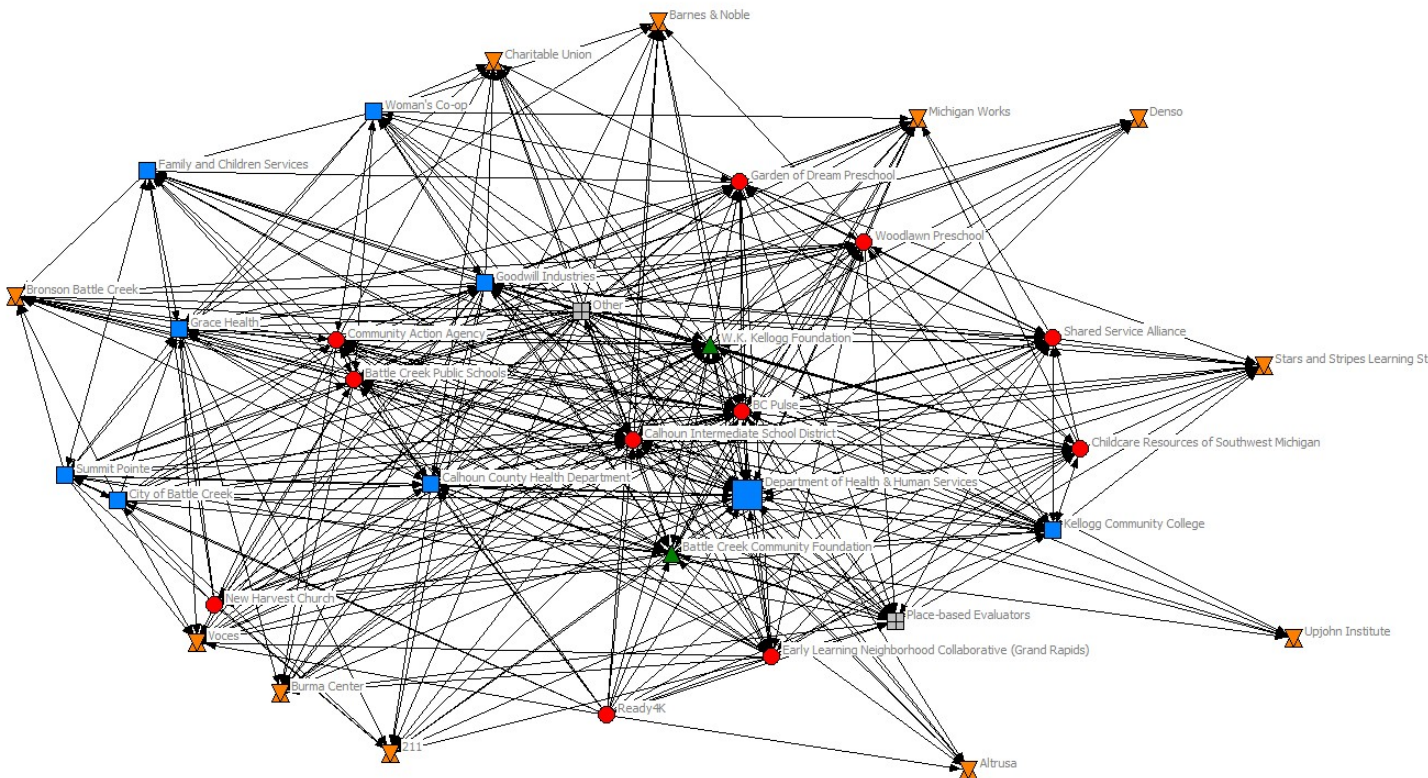 Barnes & Noble
Charitable Union
Woman's Co-op
Michigan Works
Denso
Family and Children Services
Garden of Dream Preschool
Woodlawn Preschool
Goodwill Industries
Bronson Battle Creek
Other
Grace Health
Community Action Agency
W.K. Kellogg Foundation
Shared Service Alliance
Stars and Stripes Learning St
Battle Creek Public Schools
BC Pulse
Calhoun Intermediate School District
Childcare Resources of Southwest Michigan
Summit Pointe
Calhoun County Health Department
Department of Health & Human Services
City of Battle Creek
Kellogg Community College
Battle Creek Community Foundation
New Harvest Church
Place-based Evaluators
Voces
Upjohn Institute
Early Learning Neighborhood Collaborative (Grand Rapids)
Burma Center
Ready4K
211
Altrusa